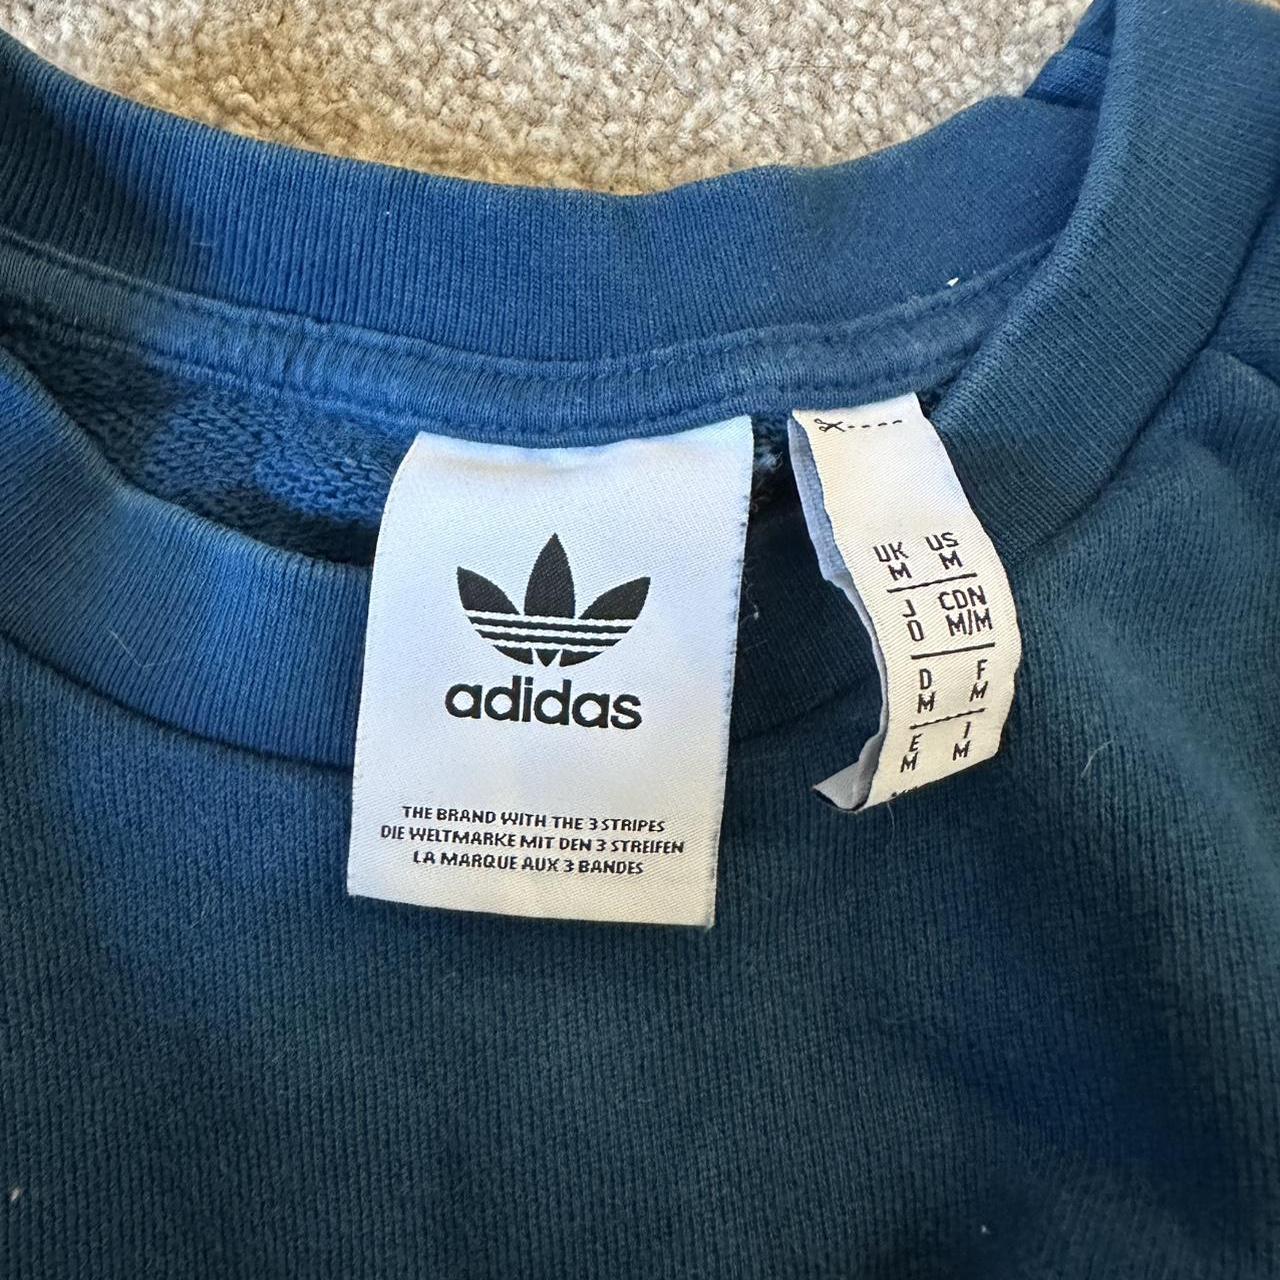 adidas
THE BRAND WITH THE 3 STRIPES
DIE WELTMARKE MIT DEN 3 STREIFEN
LA MARQUE AUX 3 BANDES
UK US
M M
J CDN
O M/M
D F
M M
E I
M M